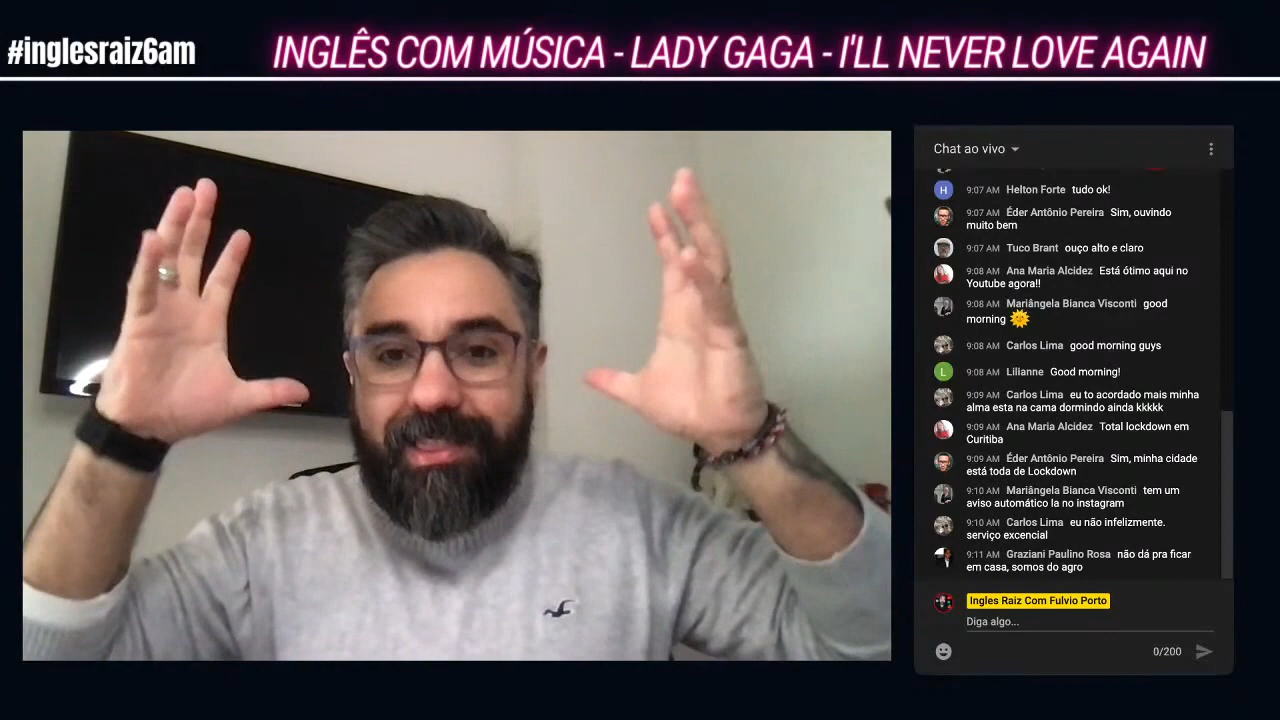 #inglesraiz6am
INGLÊS COM MÚSICA - LADY GAGA - I'LL NEVER LOVE AGAIN
Chat ao vivo
H 9:07 AM Helton Forte tudo ok!
9:07 AM Éder Antônio Pereira Sim, ouvindo
muito bem
9:07 AM Tuco Brant ouço alto e claro
9:08 AM Ana Maria Alcidez Está ótimo aqui no
Youtube agora!!
9:08 AM Mariângela Bianca Visconti good
morning
9:08 AM Carlos Lima good morning guys
L 9:08 AM Lilianne Good morning!
9:09 AM Carlos Lima eu to acordado mais minha
alma esta na cama dormindo ainda kkkkk
9:09 AM Ana Maria Alcidez Total lockdown em
Curitiba
9:09 AM Éder Antônio Pereira Sim, minha cidade
está toda de Lockdown
9:10 AM Mariângela Bianca Visconti tem um
aviso automático la no instagram
9:10 AM Carlos Lima eu não infelizmente.
serviço excencial
9:11 AM Graziani Paulino Rosa não dá pra ficar
em casa, somos do agro
Ingles Raiz Com Fulvio Porto
Diga algo...
0/200